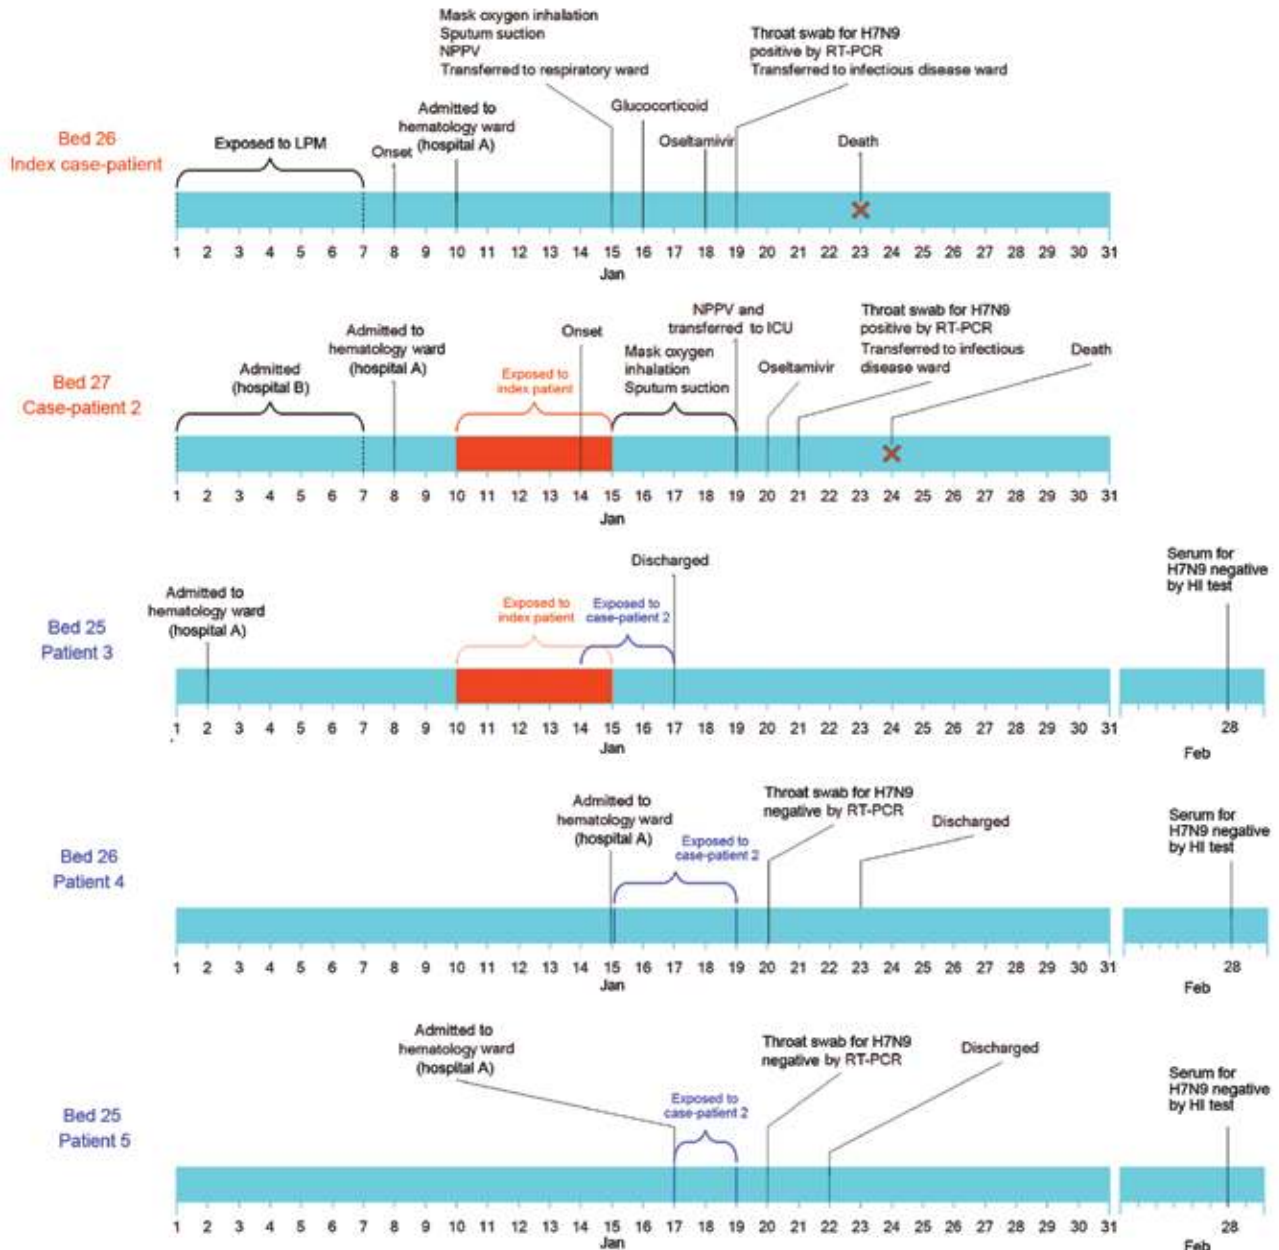 Mask oxygen inhalation
Sputum suction
NPPV
Transferred to respiratory ward
Throat swab for H7N9
positive by RT-PCR
Transferred to infectious disease ward
Glucocorticoid
Admitted to
hematology ward
(hospital A)
Bed 26
Index case-patient
Exposed to LPM
Onset
Oseltamivir
Death
1 2 3 4 5 6 7 8 9 10 11 12 13 14 15 16 17 18 19 20 21 22 23 24 25 26 27 28 29 30 31
Jan
NPPV and
transferred to ICU
Throat swab for H7N9
positive by RT-PCR
Transferred to infectious
disease ward
Admitted to
hematology ward
(hospital A)
Onset
Mask oxygen
inhalation
Sputum suction
Death
Bed 27
Case-patient 2
Admitted
(hospital B)
Exposed to
index patient
Oseltamivir
1 2 3 4 5 6 7 8 9 10 11 12 13 14 15 16 17 18 19 20 21 22 23 24 25 26 27 28 29 30 31
Jan
Discharged
Serum for
H7N9 negative
by HI test
Admitted to
hematology ward
(hospital A)
Exposed to
index patient
Exposed to
case-patient 2
Bed 25
Patient 3
1 2 3 4 5 6 7 8 9 10 11 12 13 14 15 16 17 18 19 20 21 22 23 24 25 26 27 28 29 30 31
28
Jan
Feb
Admitted to
hematology ward
(hospital A)
Throat swab for H7N9
negative by RT-PCR
Discharged
Serum for
H7N9 negative
by HI test
Exposed to
case-patient 2
Bed 26
Patient 4
1 2 3 4 5 6 7 8 9 10 11 12 13 14 15 16 17 18 19 20 21 22 23 24 25 26 27 28 29 30 31
28
Jan
Feb
Admitted to
hematology ward
(hospital A)
Throat swab for H7N9
negative by RT-PCR
Discharged
Serum for
H7N9 negative
by HI test
Exposed to
case-patient 2
Bed 25
Patient 5
1 2 3 4 5 6 7 8 9 10 11 12 13 14 15 16 17 18 19 20 21 22 23 24 25 26 27 28 29 30 31
28
Jan
Feb